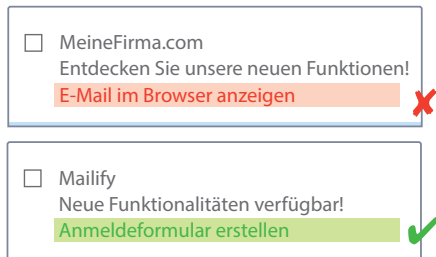 MeineFirma.com
Entdecken Sie unsere neuen Funktionen!
E-Mail im Browser anzeigen
Mailify
Neue Funktionalitäten verfügbar!
Anmeldeformular erstellen